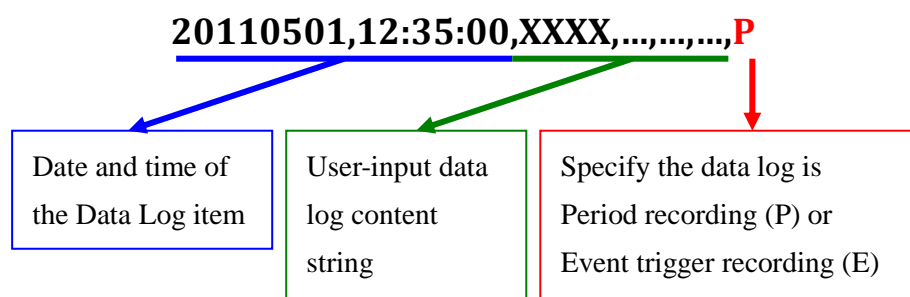 20110501,12:35:00,XXXX,...,...,...,P
Date and time of
the Data Log item
User-input data
log content
string
Specify the data log is
Period recording (P) or
Event trigger recording (E)